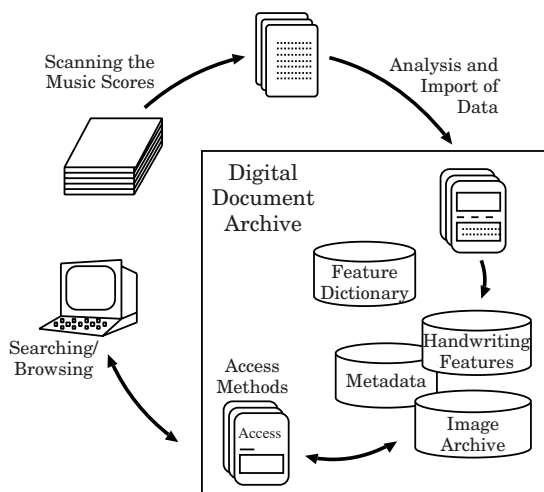 Scanning the
Music Scores
Analysis and
Import of
Data
Digital
Document
Archive
Feature
Dictionary
Handwriting
Features
Metadata
Image
Archive
Searching/
Browsing
Access
Methods
Access